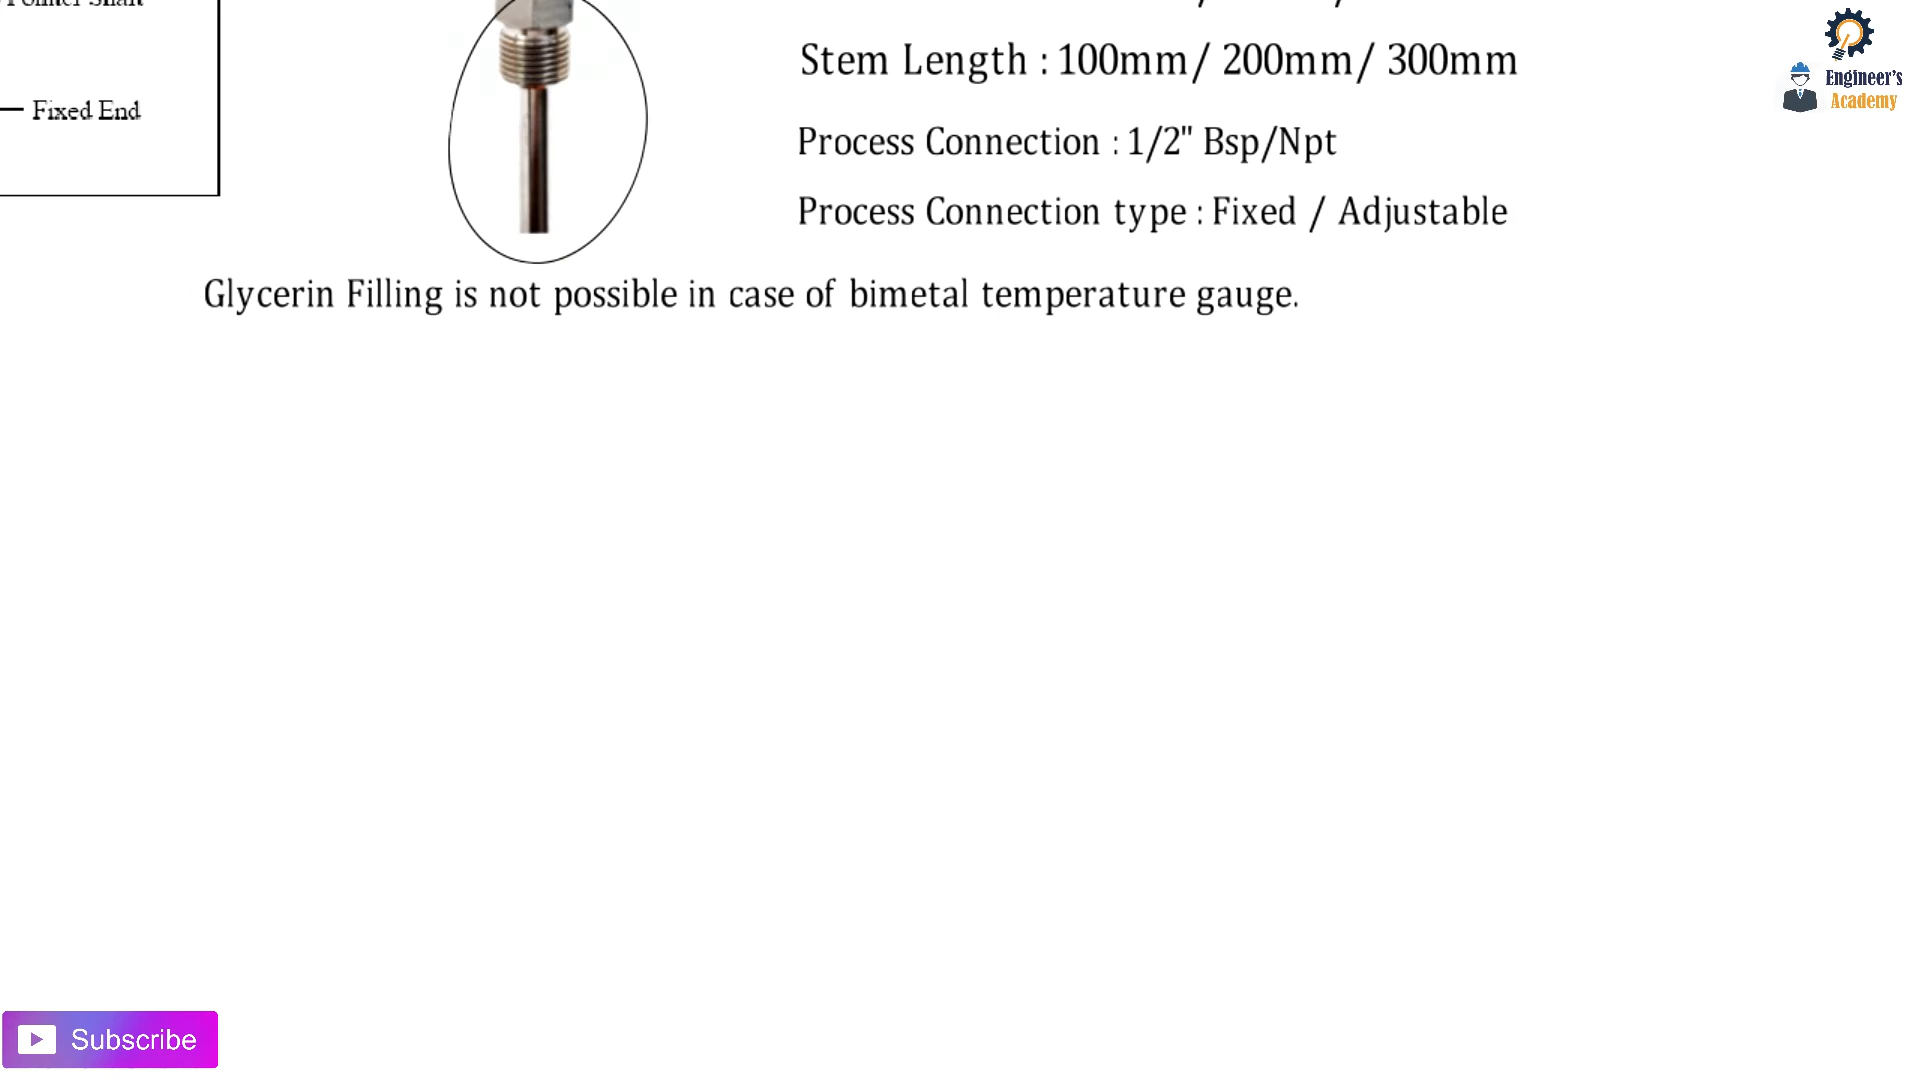 Fixed End
Stem Length : 100mm/ 200mm/ 300mm
Process Connection : 1/2" Bsp/Npt
Process Connection type : Fixed / Adjustable
Glycerin Filling is not possible in case of bimetal temperature gauge.
Engineer's
Academy
Subscribe